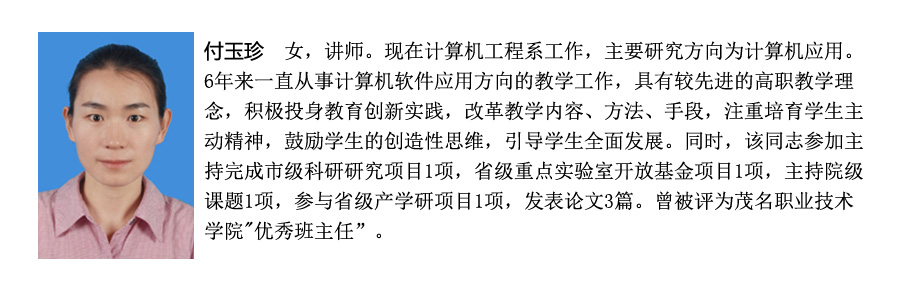 付玉珍　女，讲师。现在计算机工程系工作，主要研究方向为计算机应用。
6年来一直从事计算机软件应用方向的教学工作，具有较先进的高职教学理
念，积极投身教育创新实践，改革教学内容、方法、手段，注重培育学生主
动精神，鼓励学生的创造性思维，引导学生全面发展。同时，该同志参加主
持完成市级科研研究项目1项，省级重点实验室开放基金项目1项，主持院级
课题1项，参与省级产学研项目1项，发表论文3篇。曾被评为茂名职业技术
学院"优秀班主任”。